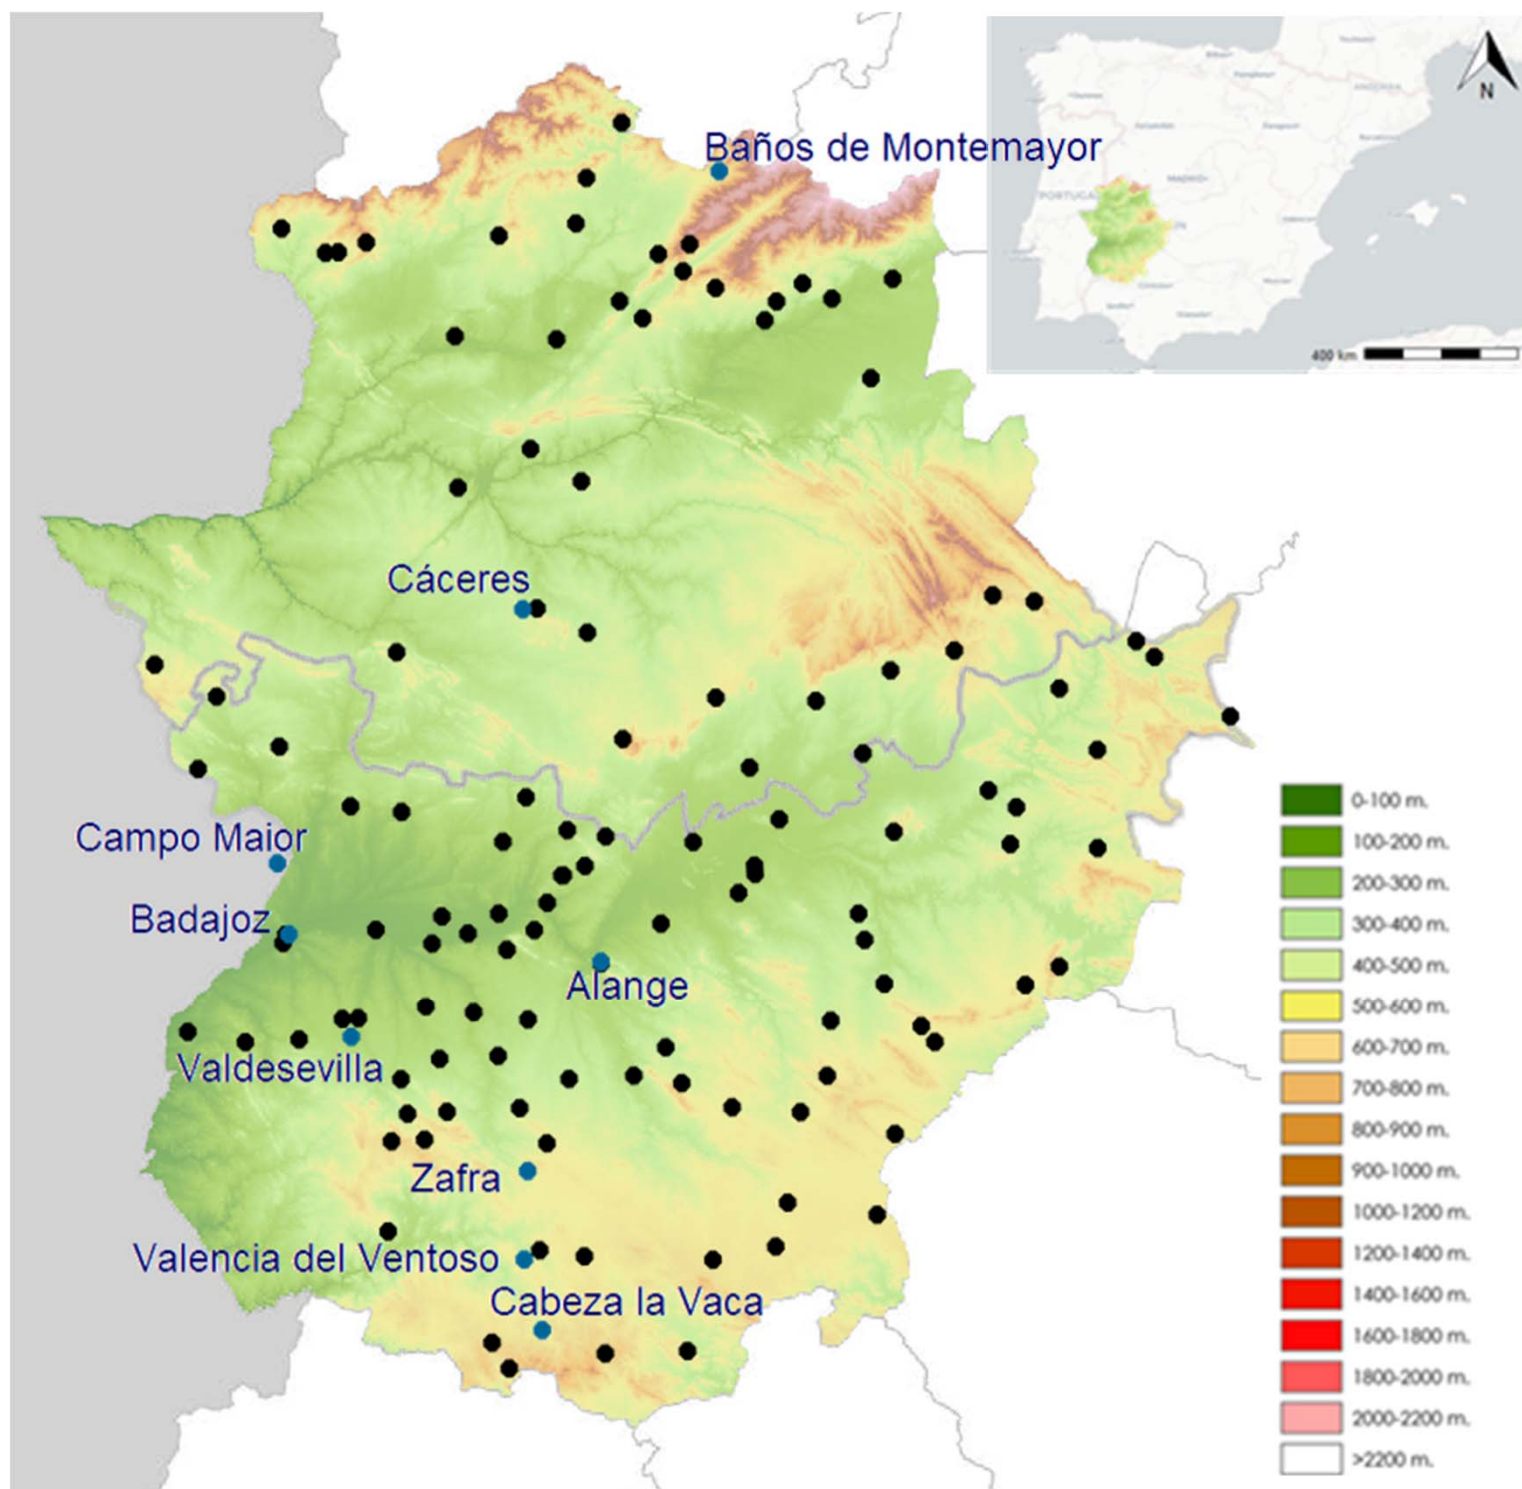 Baños de Montemayor
N
PORTUGA
MADRID
400 km
Cáceres
Campo Maior
Badajoz
Alange
Valdesevilla
Zafra
Valencia del Ventoso
Cabeza la Vaca
0-100 m.
100-200 m.
200-300 m.
300-400 m.
400-500 m.
500-600 m.
600-700 m.
700-800 m.
800-900 m.
900-1000 m.
1000-1200 m.
1200-1400 m.
1400-1600 m.
1600-1800 m.
1800-2000 m.
2000-2200 m.
>2200 m.